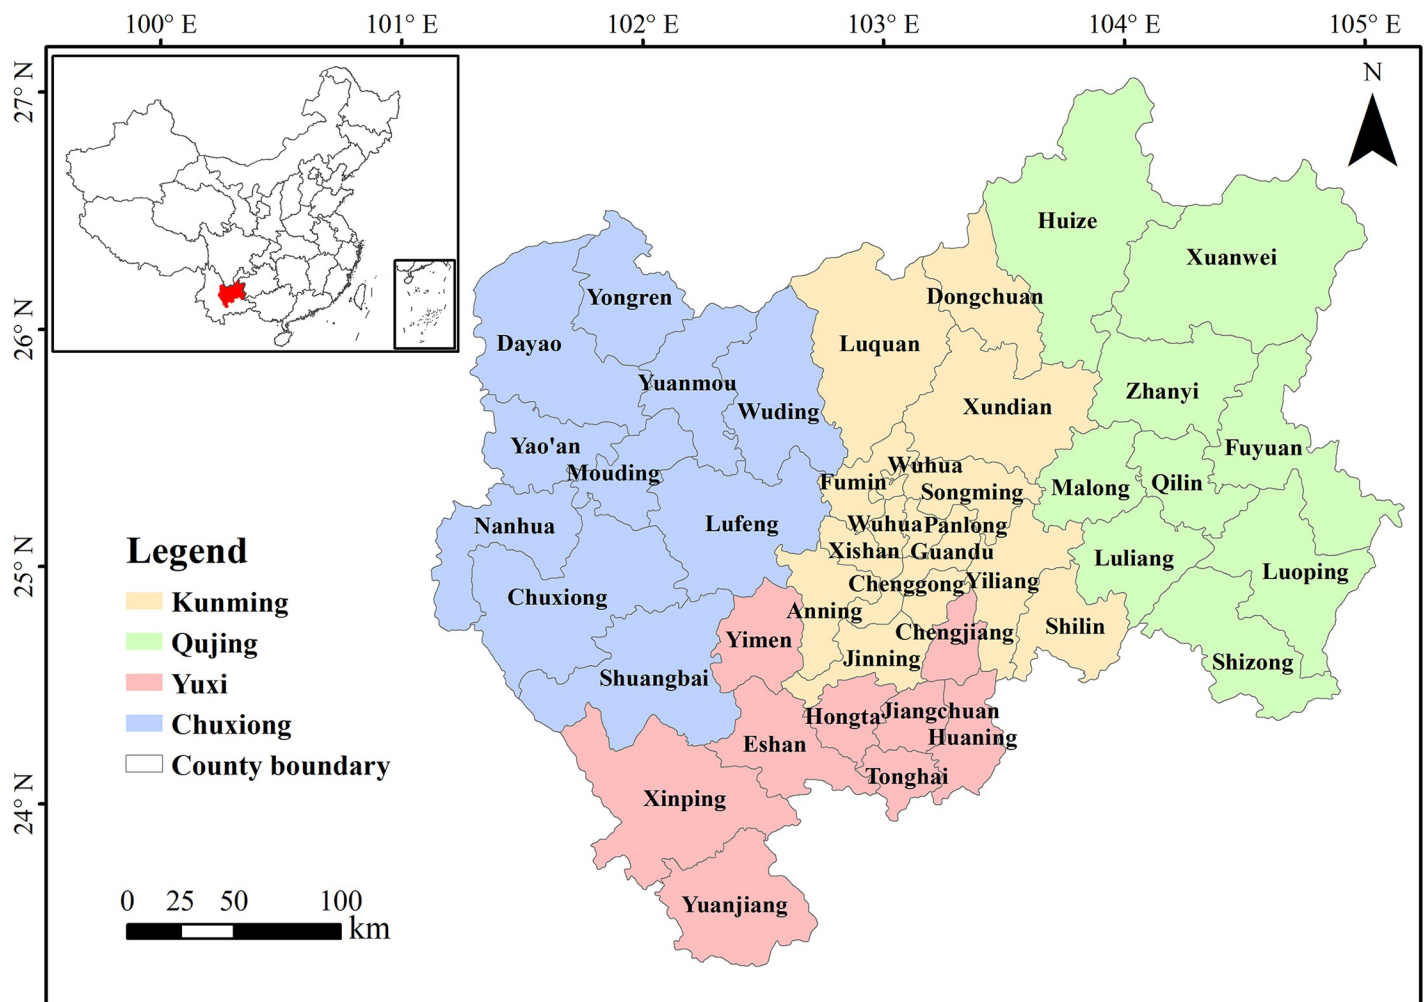 100° E
101° E
102° E
103° E
104° E
105° E
27° N
26° N
25° N
24° N
N
Huize
Xuanwei
Yongren
Dongchuan
Dayao
Luquan
Yuanmou
Zhanyi
Wuding
Xundian
Yao'an
Fuyuan
Mouding
Wuhua
Fumin
Songming
Malong
Qilin
Nanhua
Lufeng
Wuhua
Panlong
Xishan
Guandu
Luliang
Luoping
Chuxiong
Chenggong
Yiliang
Anning
Yimen
Chengjiang
Shilin
Jinning
Shizong
Shuangbai
Hongta
Jiangchuan
Eshan
Huaning
Tonghai
Xinping
Yuanjiang
Legend
Kunming
Qujing
Yuxi
Chuxiong
County boundary
0 25 50 100
km